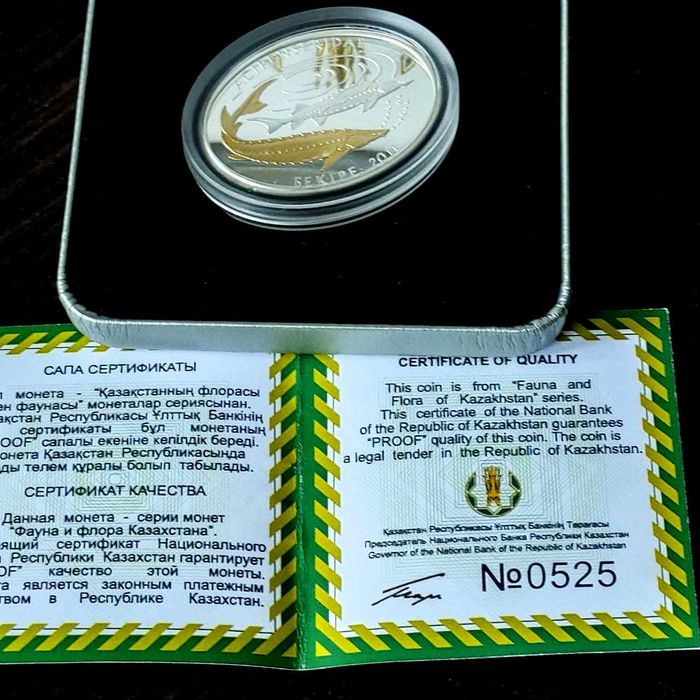 БЕКІРЕ. 2011
САПА СЕРТИФИКАТЫ
монета - "Қазақстанның флорасы
фаунасы" монеталар сериясынан.
Республикасы Ұлттық Банкінің
сертификаты бұл монетаның
сапалы екеніне кепілдік береді.
Қазақстан Республикасында
төлем құралы болып табылады.
СЕРТИФИКАТ КАЧЕСТВА
Данная монета - серии монет
"Фауна и флора Казахстана".
сертификат Национального
Республики Казахстан гарантирует
качество этой монеты.
является законным платежным
в Республике Казахстан.
CERTIFICATE OF QUALITY
This coin is from "Fauna and
Flora of Kazakhstan" series.
This certificate of the National Bank
of the Republic of Kazakhstan guarantees
"PROOF" quality of this coin. The coin is
a legal tender in the Republic of Kazakhstan.
Қазақстан Республикасы Ұлттық Банкінің Төрағасы
Председатель Национального Банка Республики Казахстан
Governor of the National Bank of the Republic of Kazakhstan
№0525